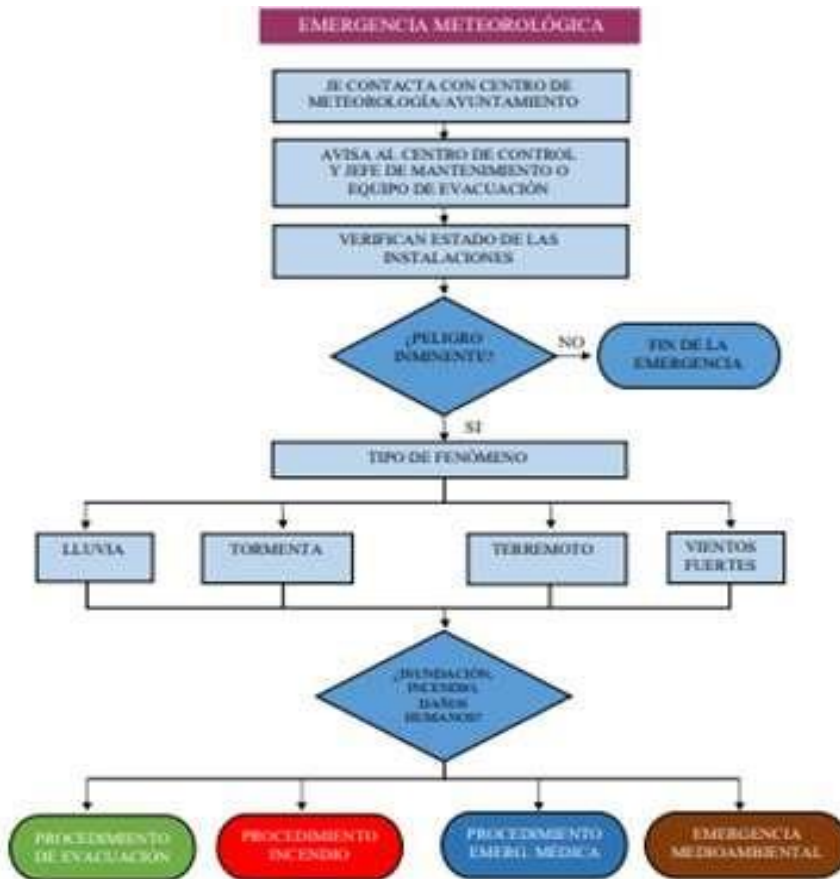 EMERGENCIA METEOROLÓGICA
JE CONTACTA CON CENTRO DE
METEOROLOGÍA/AYUNTAMIENTO
AVISA AL CENTRO DE CONTROL
Y JEFE DE MANTENIMIENTO O
EQUIPO DE EVACUACIÓN
VERIFICAN ESTADO DE LAS
INSTALACIONES
¿PELIGRO
INMINENTE?
NO
FIN DE LA
EMERGENCIA
SI
TIPO DE FENÓMENO
LLUVIA
TORMENTA
TERREMOTO
VIENTOS
FUERTES
¿INUNDACIÓN,
INCENDIO,
DAÑOS
HUMANOS?
PROCEDIMIENTO
DE EVACUACIÓN
PROCEDIMIENTO
INCENDIO
PROCEDIMIENTO
EMERG. MEDICA
EMERGENCIA
MEDIOAMBIENTAL